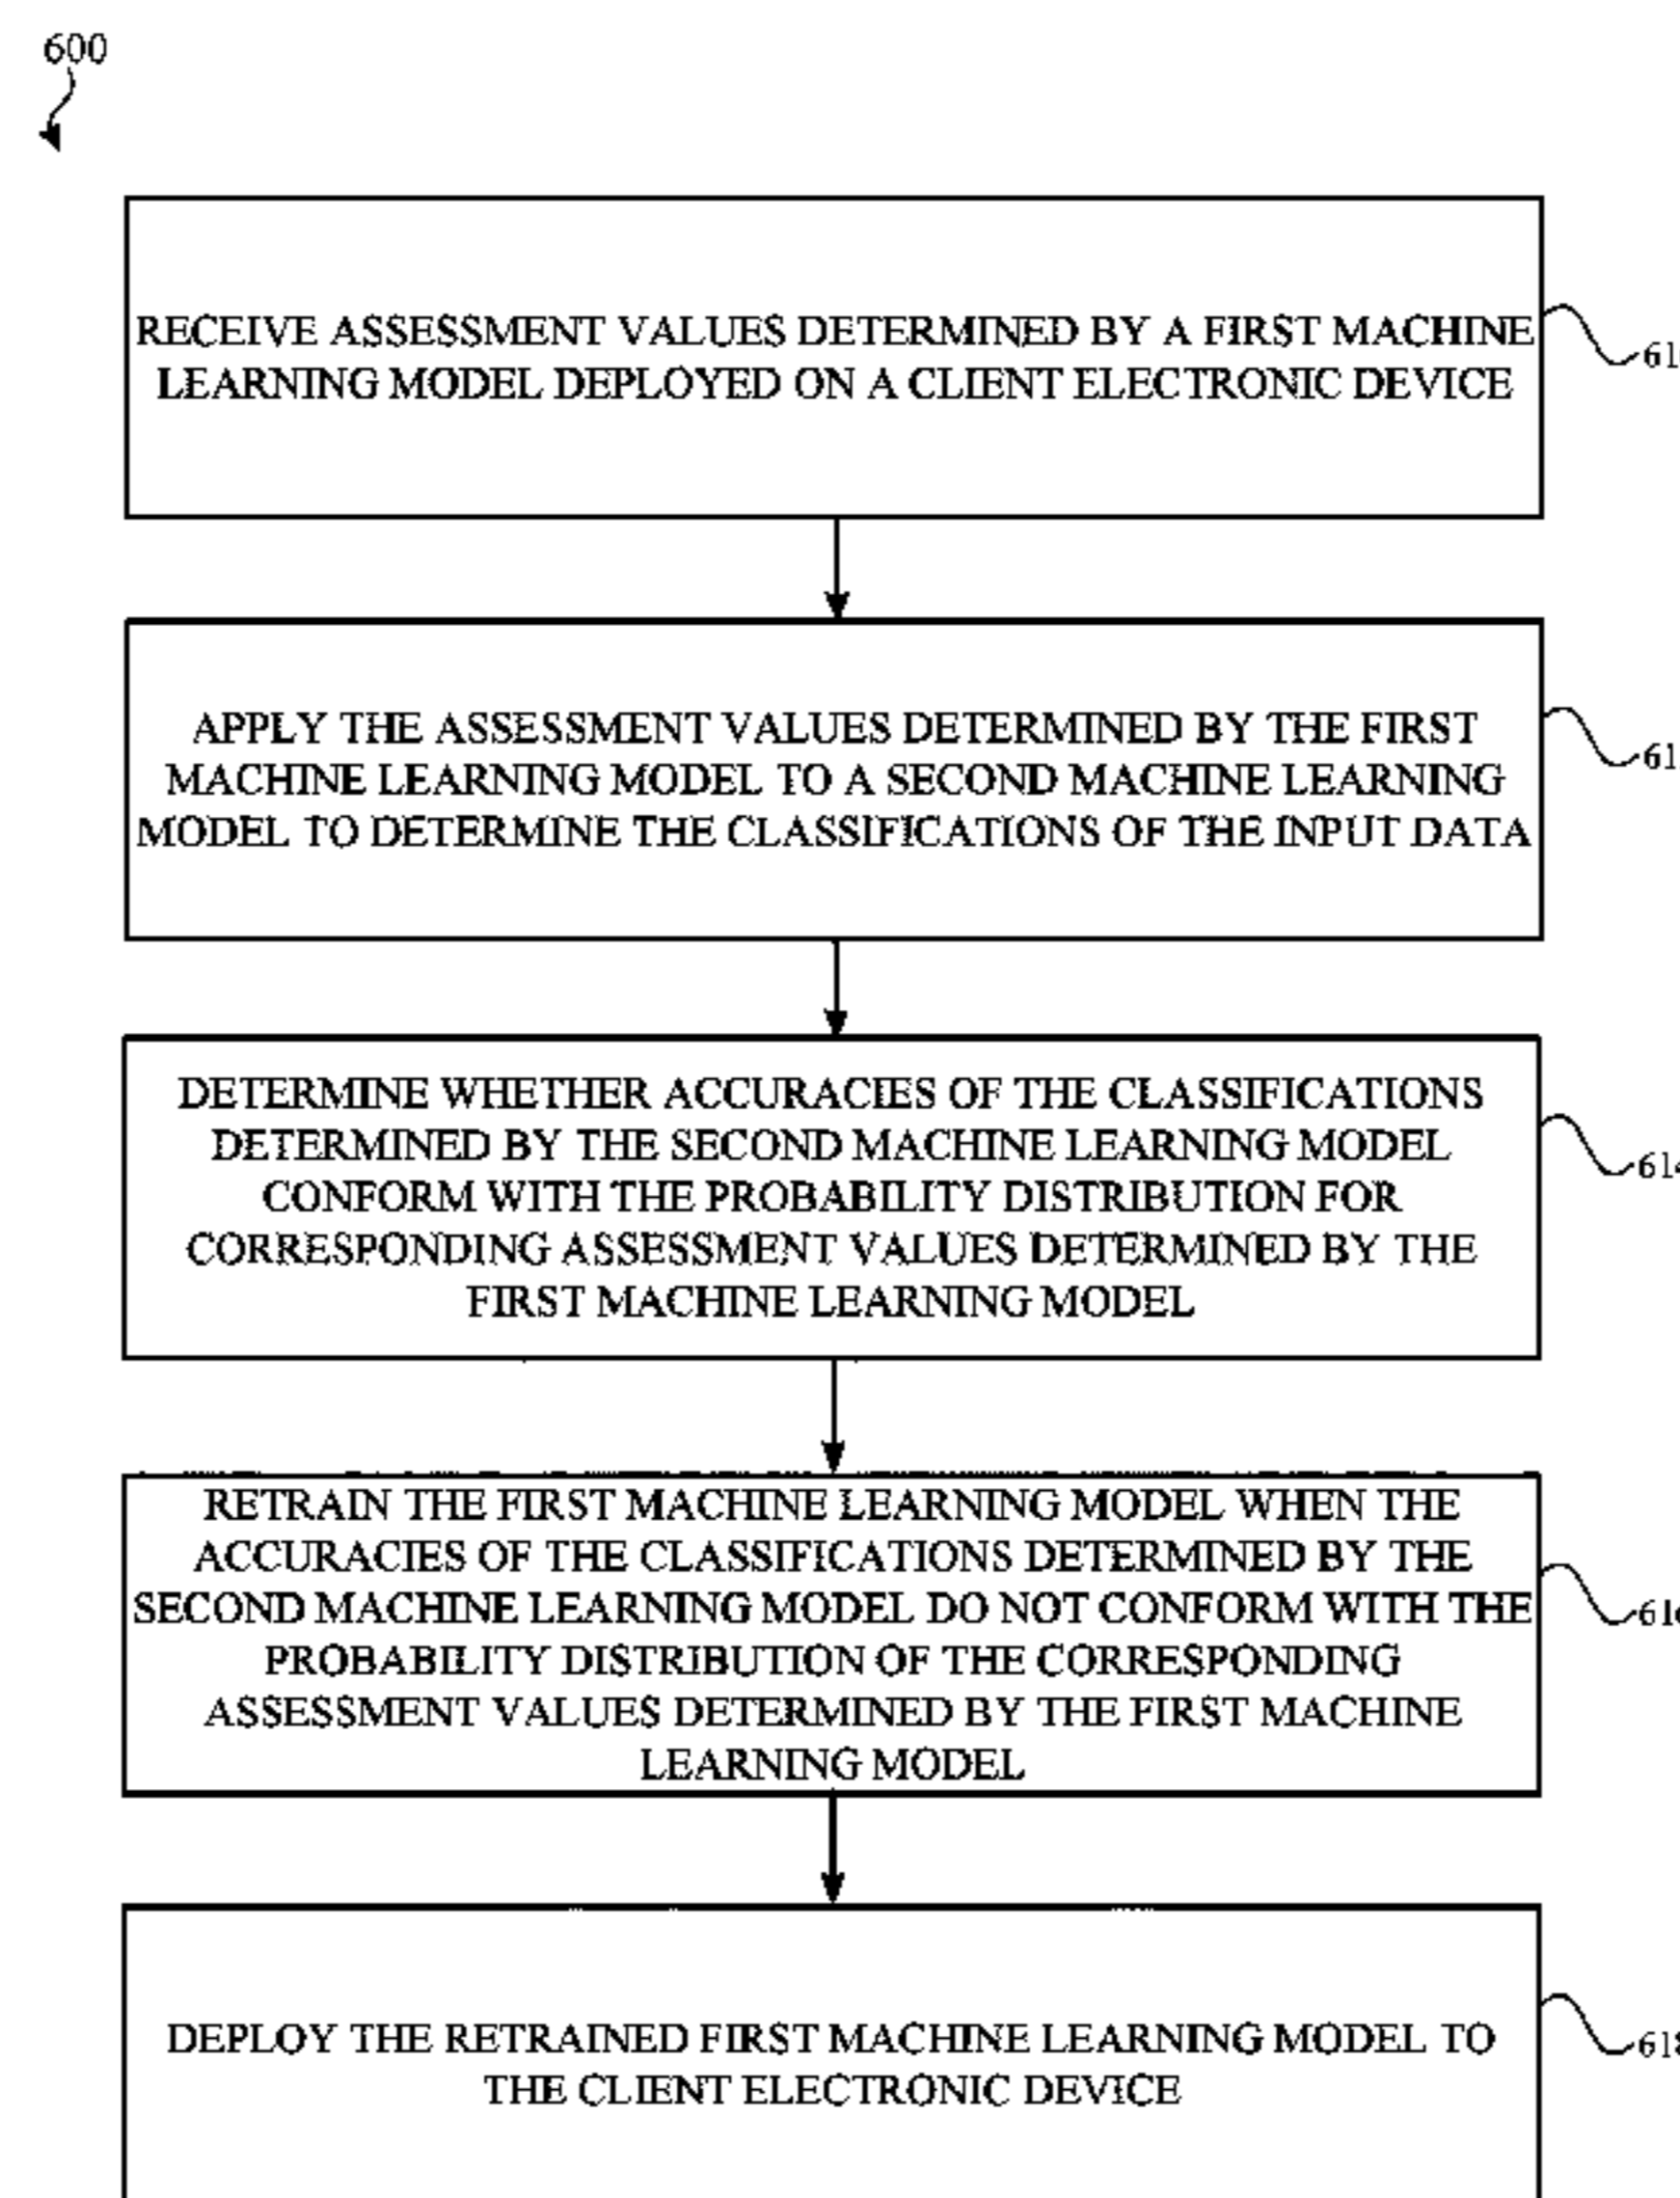 600
RECEIVE ASSESSMENT VALUES DETERMINED BY A FIRST MACHINE
LEARNING MODEL DEPLOYED ON A CLIENT ELECTRONIC DEVICE
APPLY THE ASSESSMENT VALUES DETERMINED BY THE FIRST
MACHINE LEARNING MODEL TO A SECOND MACHINE LEARNING
MODEL TO DETERMINE THE CLASSIFICATIONS OF THE INPUT DATA
DETERMINE WHETHER ACCURACIES OF THE CLASSIFICATIONS
DETERMINED BY THE SECOND MACHINE LEARNING MODEL
CONFORM WITH THE PROBABILITY DISTRIBUTION FOR
CORRESPONDING ASSESSMENT VALUES DETERMINED BY THE
FIRST MACHINE LEARNING MODEL
614
RETRAIN THE FIRST MACHINE LEARNING MODEL WHEN THE
ACCURACIES OF THE CLASSIFICATIONS DETERMINED BY THE
SECOND MACHINE LEARNING MODEL DO NOT CONFORM WITH THE
PROBABILITY DISTRIBUTION OF THE CORRESPONDING
ASSESSMENT VALUES DETERMINED BY THE FIRST MACHINE
LEARNING MODEL
616
DEPLOY THE RETRAINED FIRST MACHINE LEARNING MODEL TO
THE CLIENT ELECTRONIC DEVICE
618